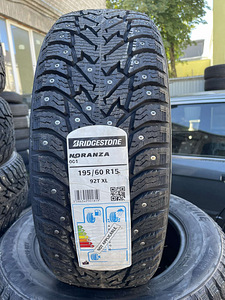 BRIDGESTONE
NORANZA
001
195/60 R15
92T XL